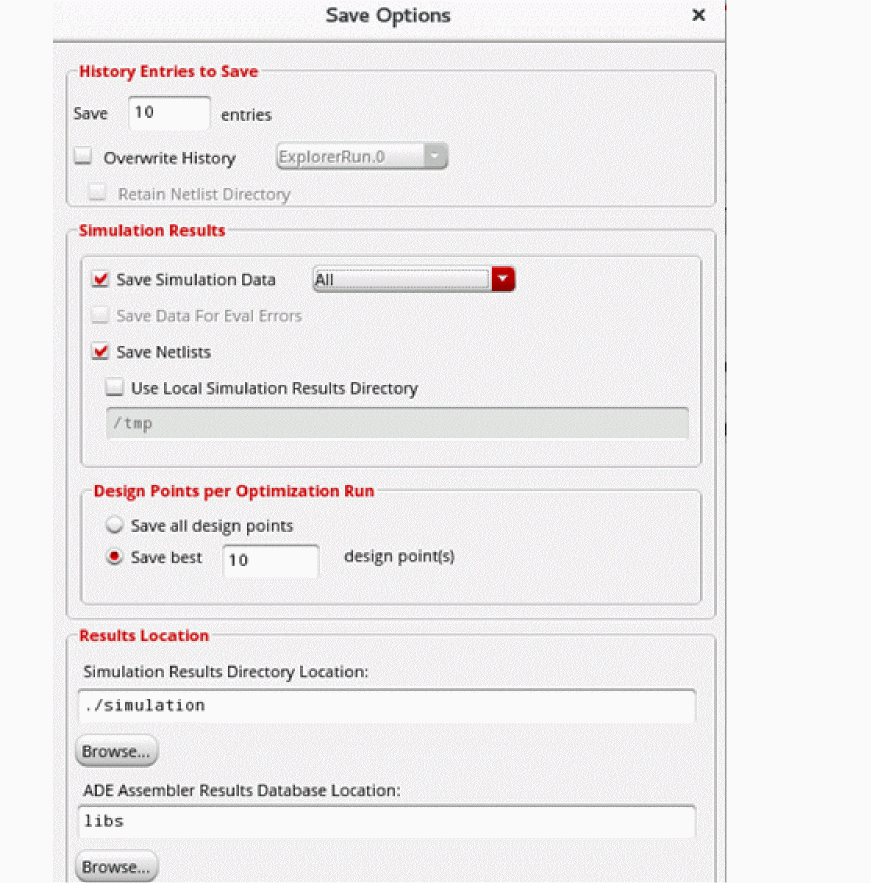 Save Options
History Entries to Save
Save 10 entries
Overwrite History ExplorerRun.0
Retain Netlist Directory
Simulation Results
Save Simulation Data All
Save Data For Eval Errors
Save Netlists
Use Local Simulation Results Directory
/tmp
Design Points per Optimization Run
Save all design points
Save best 10 design point(s)
Results Location
Simulation Results Directory Location:
./simulation
Browse...
ADE Assembler Results Database Location:
libs
Browse...